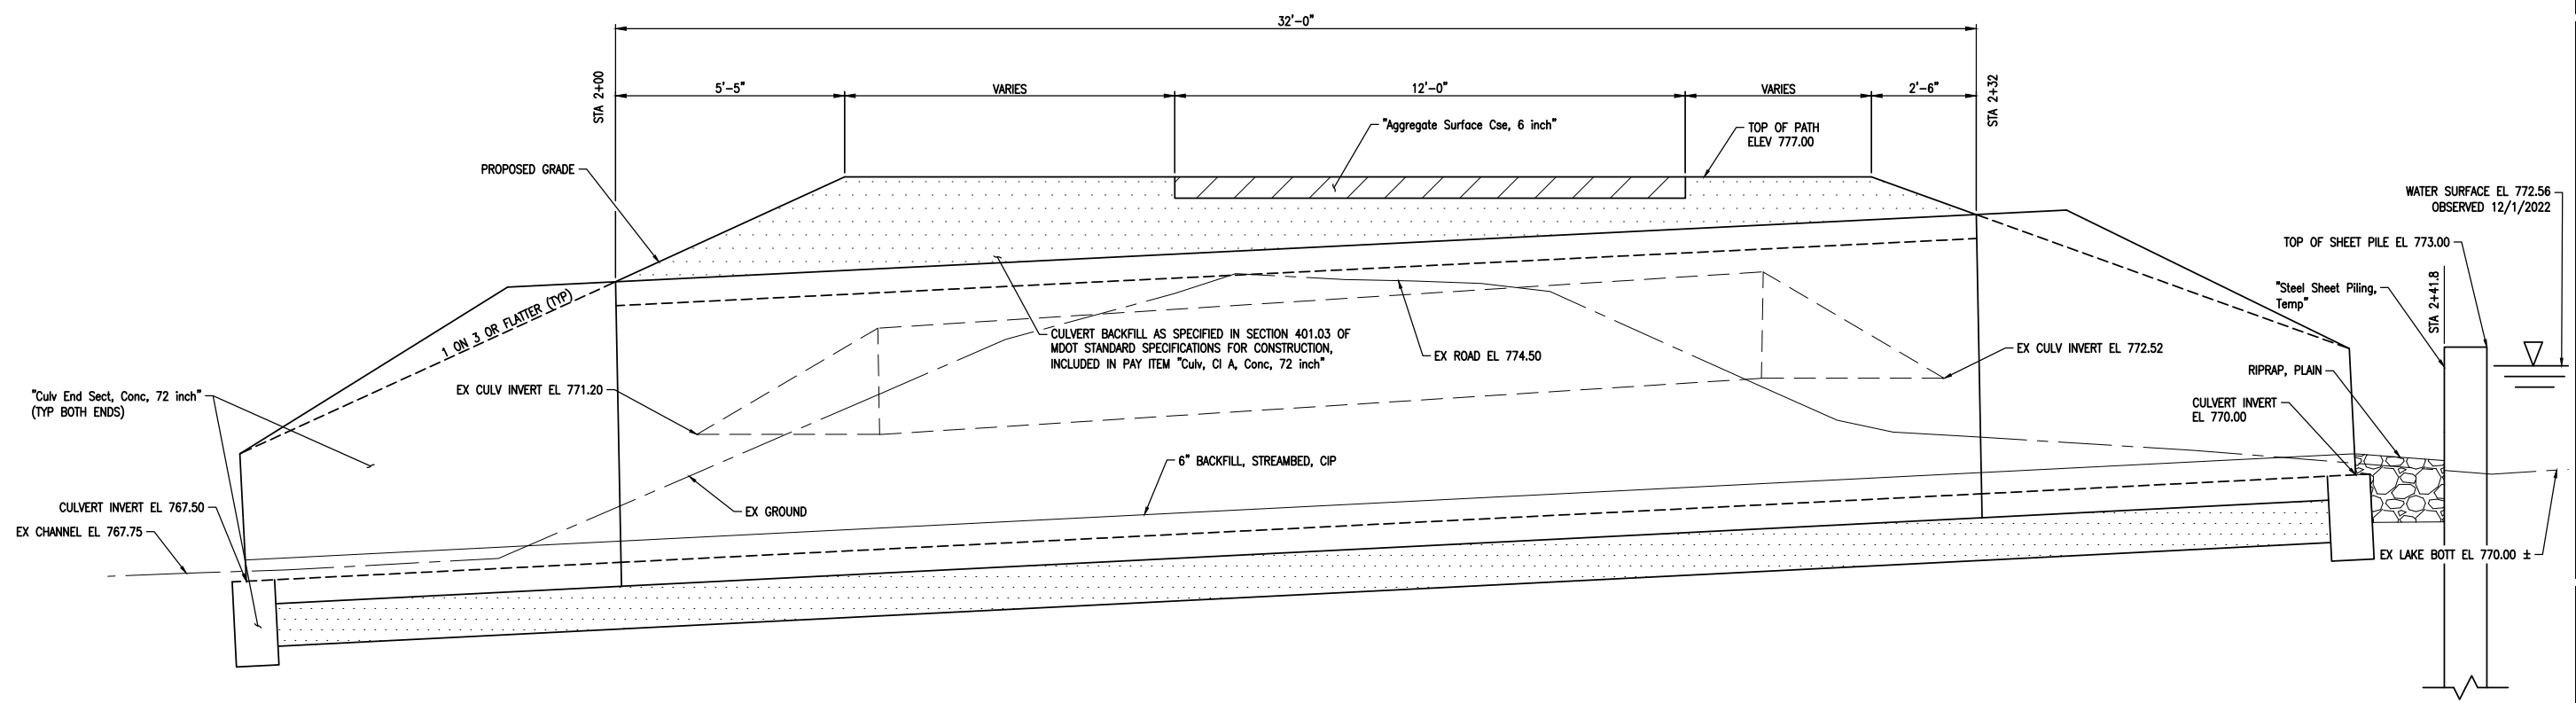 32'-0"
STA 2+00
5'-5"
VARIES
12'-0"
VARIES
2'-6"
STA 2+32
"Aggregate Surface Cse, 6 inch"
TOP OF PATH
ELEV 777.00
PROPOSED GRADE
WATER SURFACE EL 772.56
OBSERVED 12/1/2022
TOP OF SHEET PILE EL 773.00
"Steel Sheet Piling,
Temp"
STA 2+41.8
1 ON 3 OR FLATTER (TYP)
CULVERT BACKFILL AS SPECIFIED IN SECTION 401.03 OF
MDOT STANDARD SPECIFICATIONS FOR CONSTRUCTION,
INCLUDED IN PAY ITEM "Culv, Cl A, Conc, 72 inch"
EX ROAD EL 774.50
EX CULV INVERT EL 772.52
RIPRAP, PLAIN
EX CULV INVERT EL 771.20
"Culv End Sect, Conc, 72 inch"
(TYP BOTH ENDS)
CULVERT INVERT
EL 770.00
6" BACKFILL, STREAMBED, CIP
CULVERT INVERT EL 767.50
EX GROUND
EX CHANNEL EL 767.75
EX LAKE BOTT EL 770.00 ±